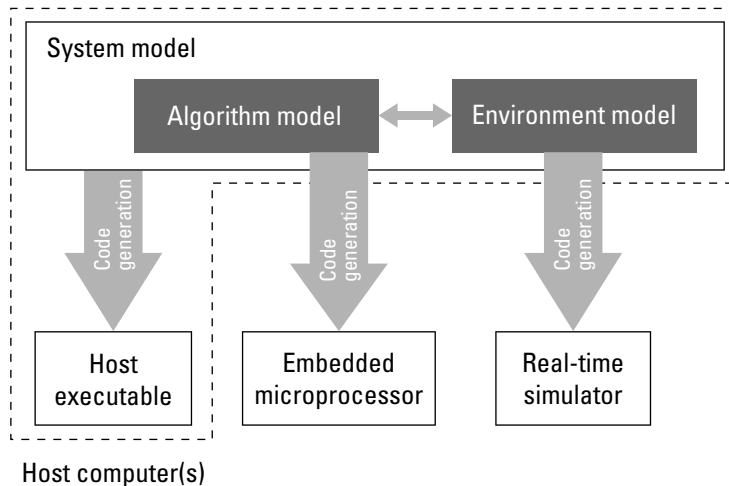 System model
Algorithm model
Environment model
Code
generation
Code
generation
Code
generation
Host
executable
Embedded
microprocessor
Real-time
simulator
Host computer(s)